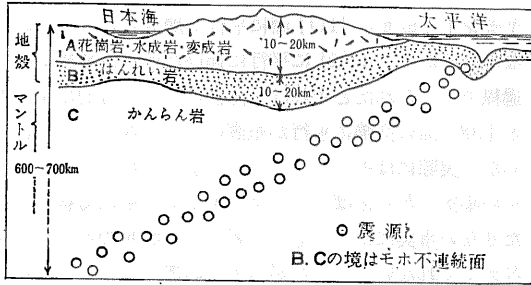 日本海
太平洋
地殻
A花崗岩・水成岩・変成岩
10~20km
Bはんれい岩
10~20km
マントル
C かんらん岩
600~700km
震源
B.Cの境はモホ不連続面